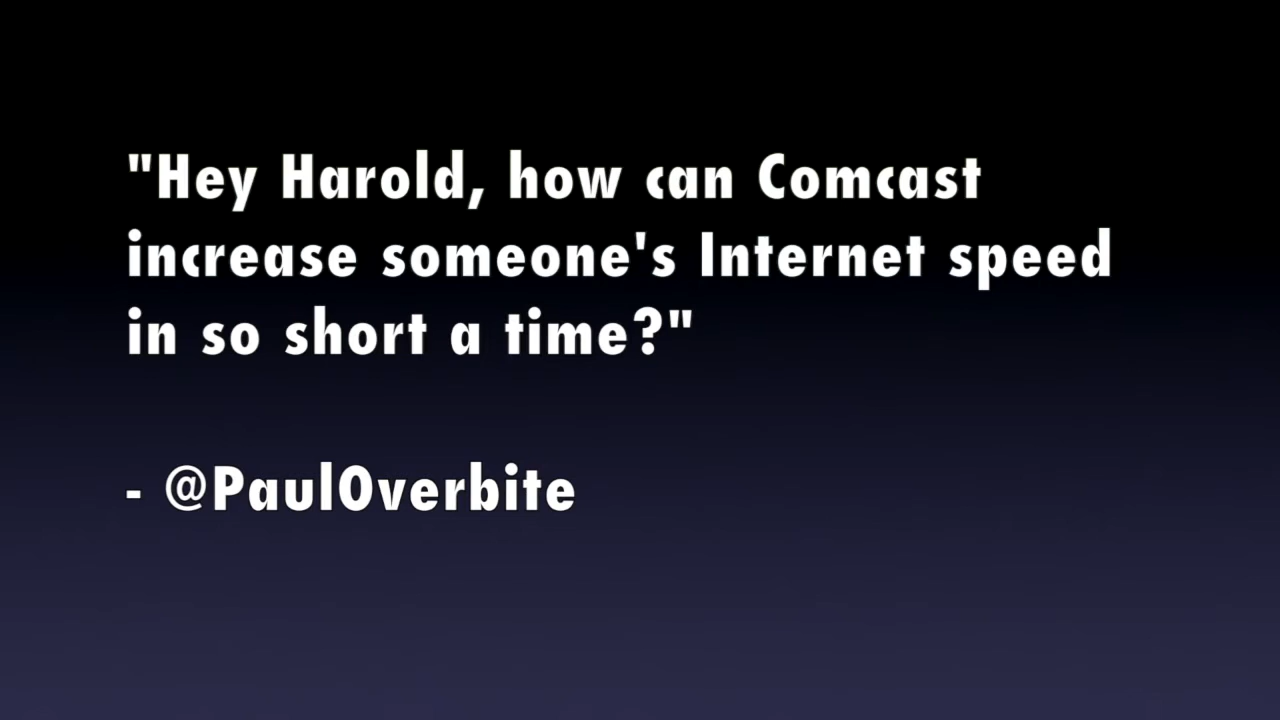 "Hey Harold, how can Comcast
increase someone's Internet speed
in so short a time?"
- @PaulOverbite